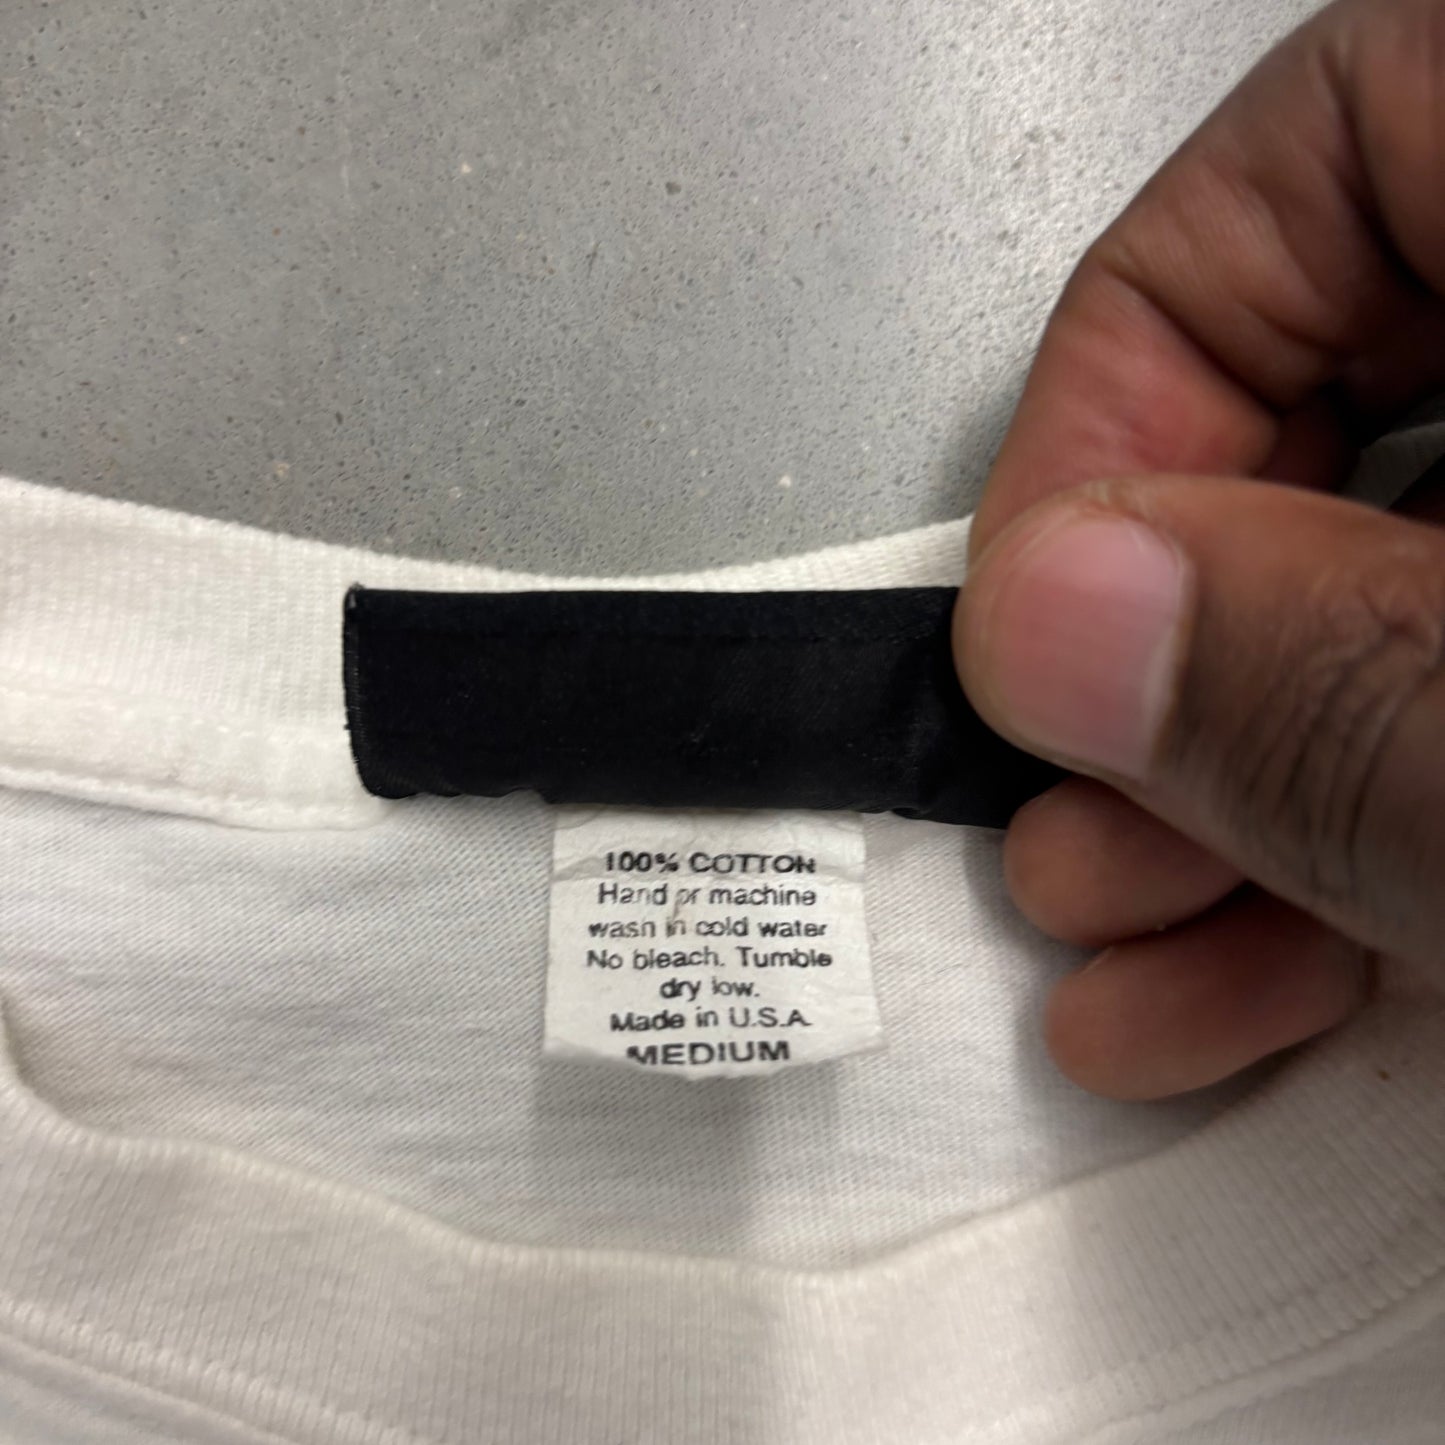 100% COTTON
Hand or machine
wash in cold water
No bleach. Tumble
dry low.
Made in U.S.A.
MEDIUM